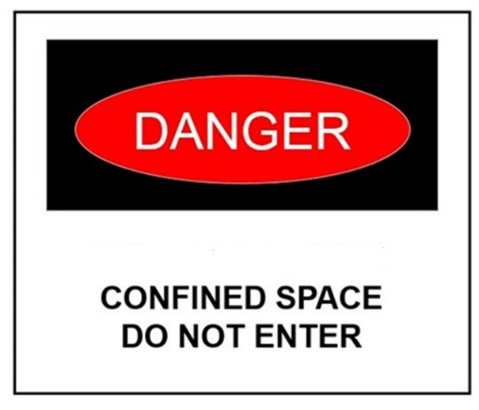 DANGER
CONFINED SPACE
DO NOT ENTER